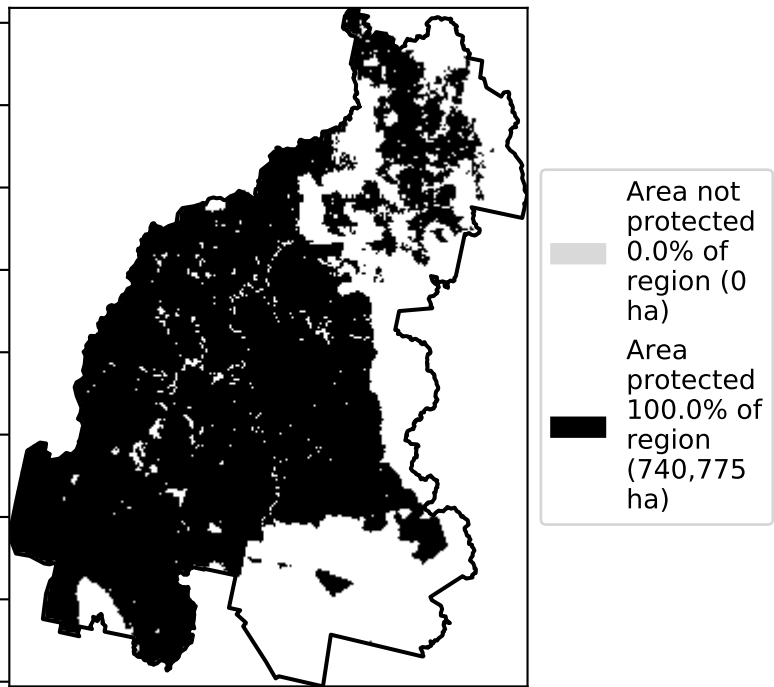 Area not
protected
0.0% of
region (0
ha)
Area
protected
100.0% of
region
(740,775
ha)